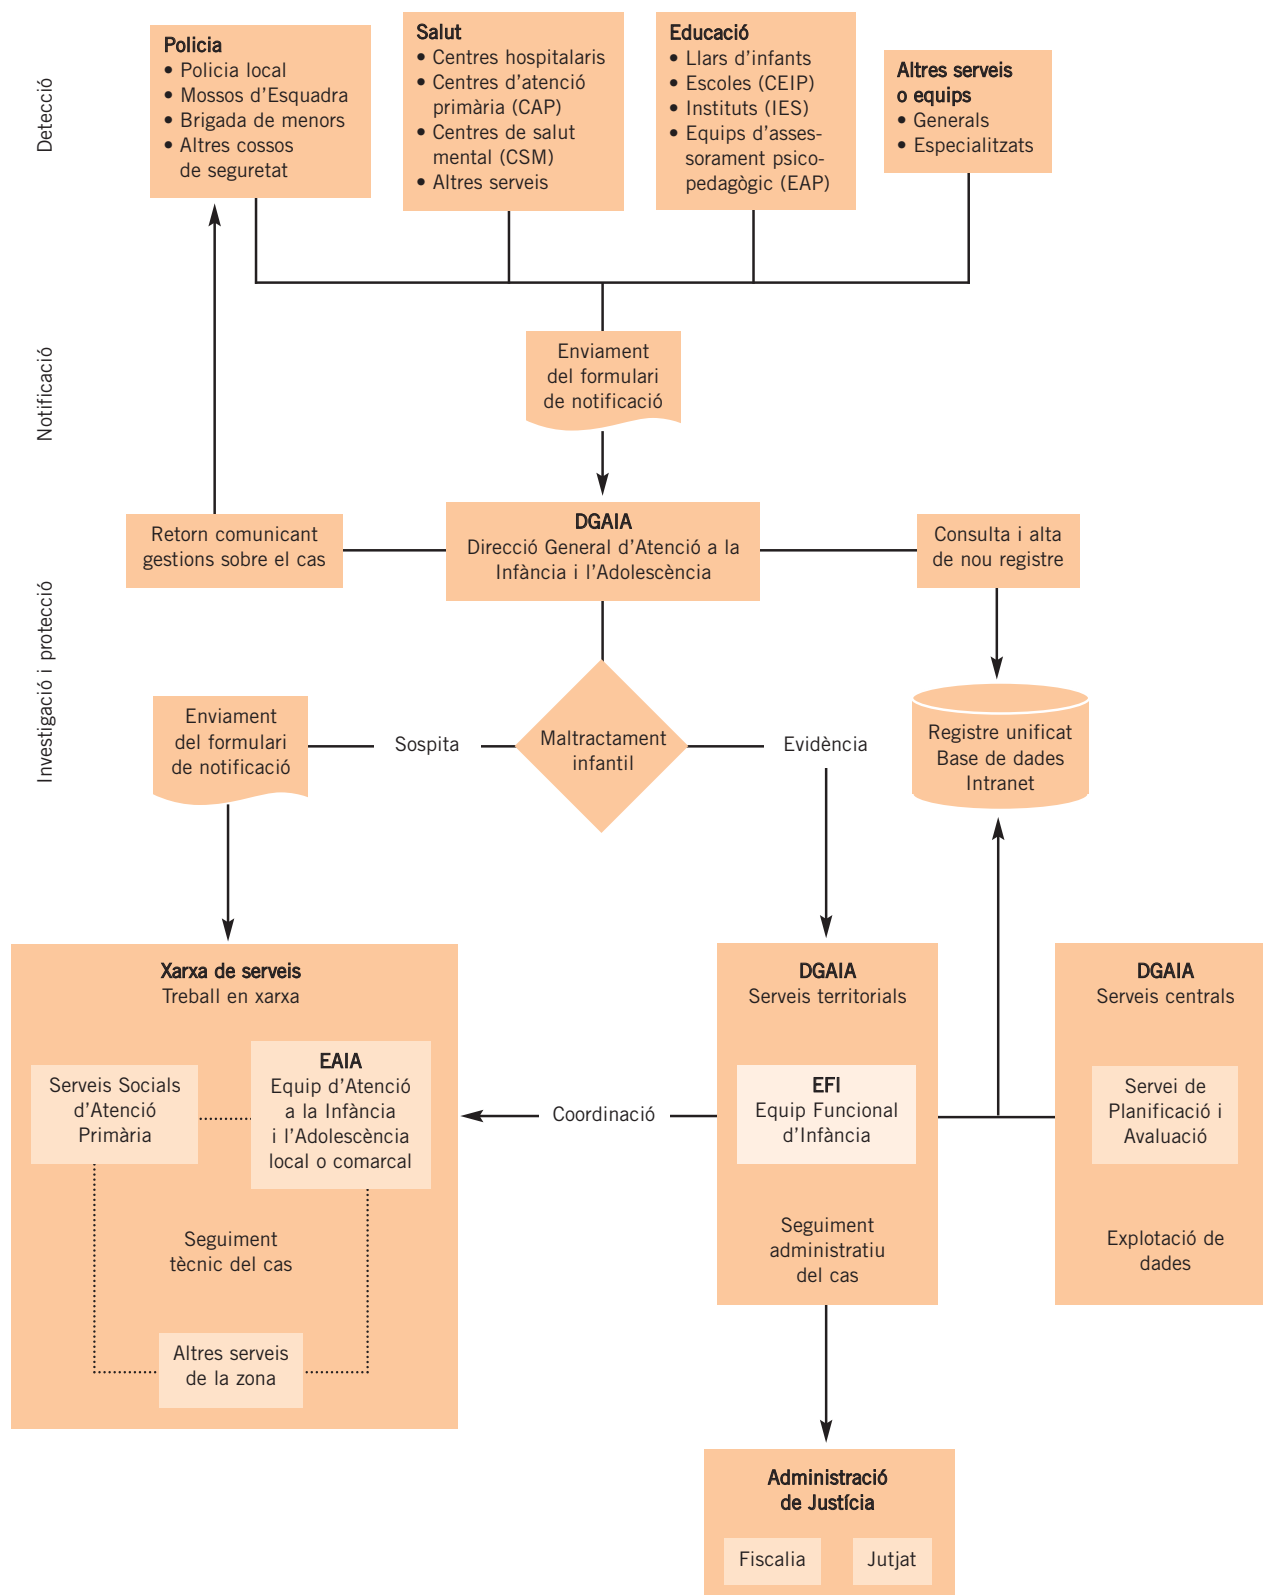 Detecció
Policia
• Policia local
• Mossos d'Esquadra
• Brigada de menors
• Altres cossos
de seguretat
Salut
• Centres hospitalaris
• Centres d'atenció
primària (CAP)
• Centres de salut
mental (CSM)
• Altres serveis
Educació
• Llars d'infants
• Escoles (CEIP)
• Instituts (IES)
• Equips d'asses-
sorament psico-
pedagògic (EAP)
Altres serveis
o equips
• Generals
• Especialitzats
Notificació
Enviament
del formulari
de notificació
Investigació i protecció
Retorn comunicant
gestions sobre el cas
DGAIA
Direcció General d'Atenció a la
Infància i l'Adolescència
Consulta i alta
de nou registre
Enviament
del formulari
de notificació
Sospita
Maltractament
infantil
Evidència
Registre unificat
Base de dades
Intranet
Xarxa de serveis
Treball en xarxa
Serveis Socials
d'Atenció
Primària
EAIA
Equip d'Atenció
a la Infància
i l'Adolescència
local o comarcal
Seguiment
tècnic del cas
Altres serveis
de la zona
Coordinació
DGAIA
Serveis territorials
EFI
Equip Funcional
d'Infància
Seguiment
administratiu
del cas
DGAIA
Serveis centrals
Servei de
Planificació i
Avaluació
Explotació de
dades
Administració
de Justícia
Fiscalia
Jutjat